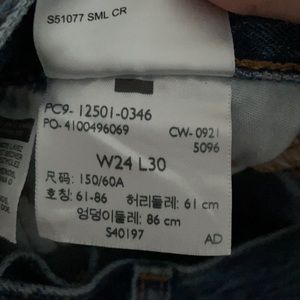 S51077 SML CR
PC9- 12501-0346
PO- 4100496069 CW- 0921
5096
W24 L30
尺码: 150/60A
호칭: 61-86 허리둘레: 61 cm
엉덩이둘레: 86 cm
S40197 AD